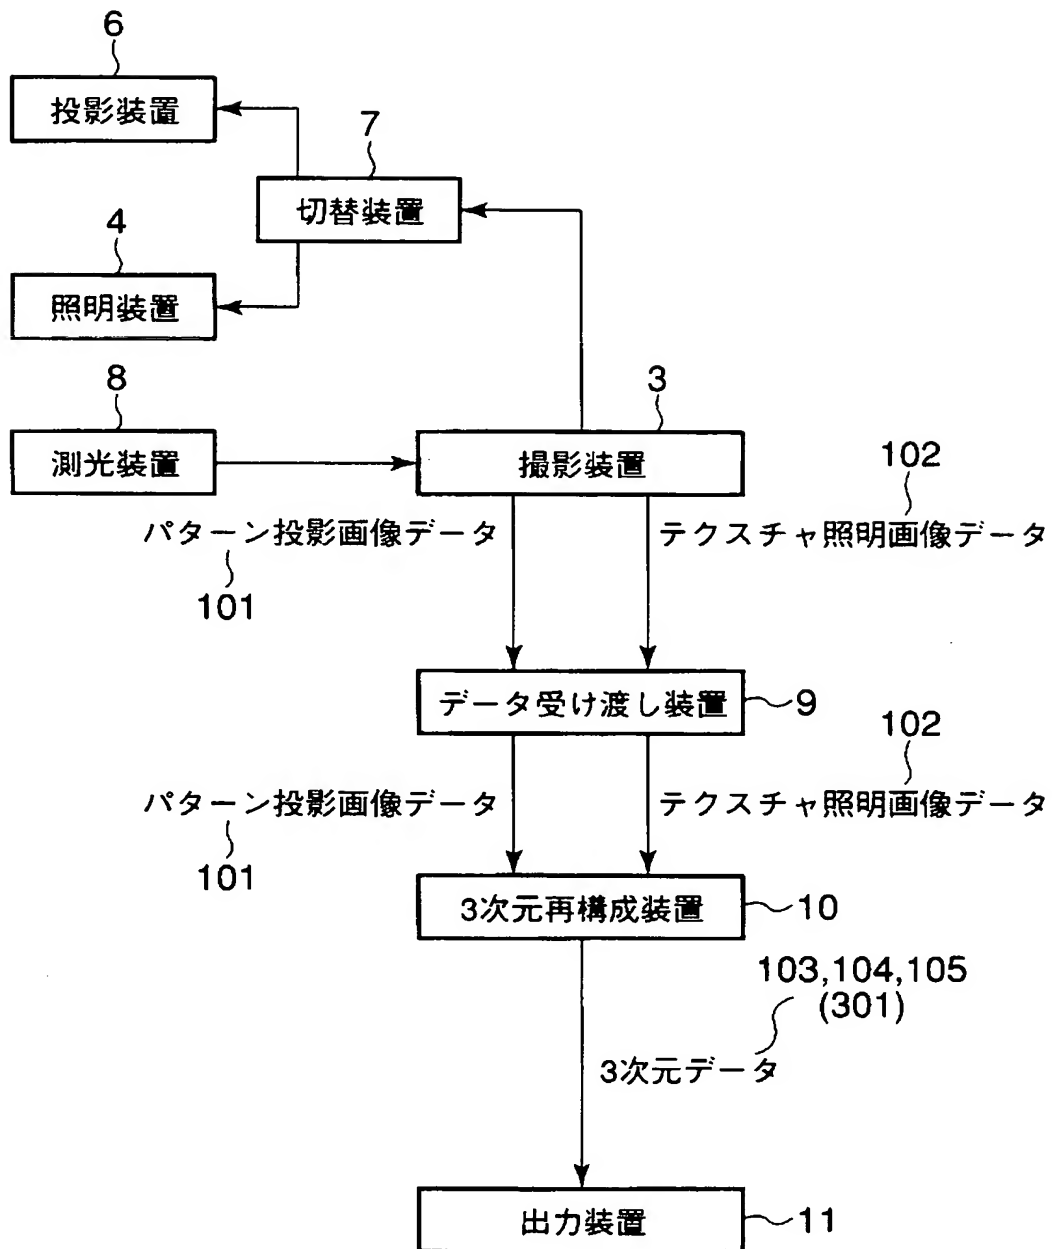 6
投影装置
7
切替装置
4
照明装置
8
測光装置
3
撮影装置
102
パターン投影画像データ
テクスチャ照明画像データ
101
データ受け渡し装置
9
102
パターン投影画像データ
テクスチャ照明画像データ
101
3次元再構成装置
10
103,104,105
(301)
3次元データ
出力装置
11